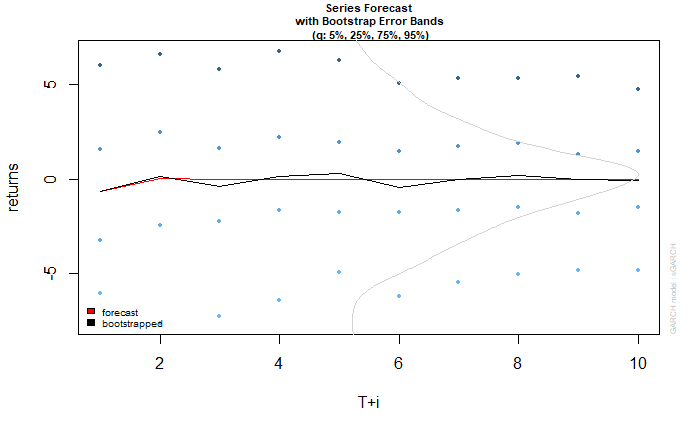 Series Forecast
with Bootstrap Error Bands
(q: 5%, 25%, 75%, 95%)
returns
5
0
-5
forecast
bootstrapped
2
4
6
8
10
T+i
GARCH model : sGARCH